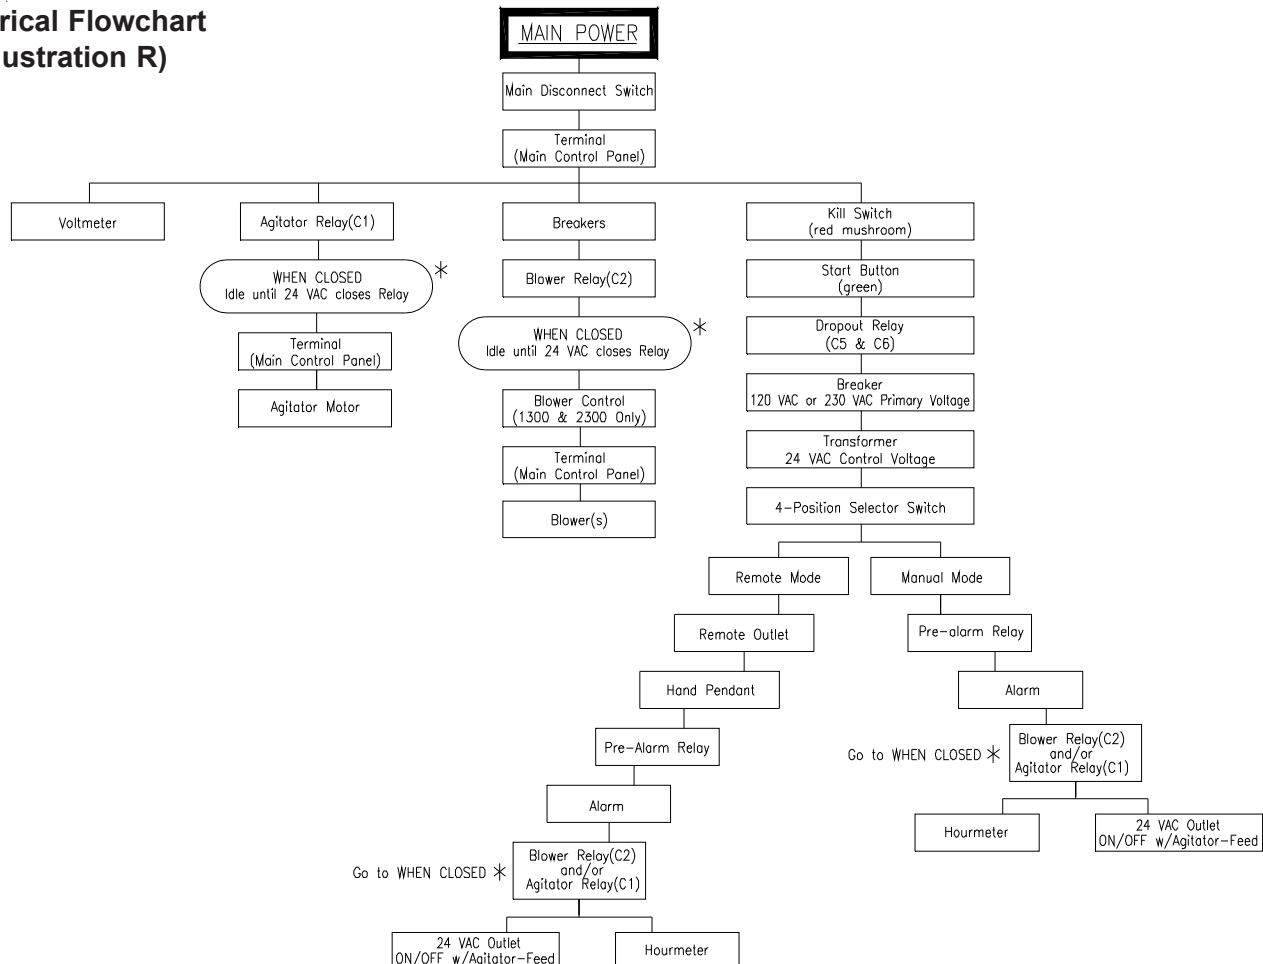 rical Flowchart
ustration R)
MAIN POWER
Main Disconnect Switch
Terminal
(Main Control Panel)
Voltmeter
Agitator Relay(C1)
Breakers
Kill Switch
(red mushroom)
WHEN CLOSED
Idle until 24 VAC closes Relay
*
Blower Relay(C2)
Start Button
(green)
WHEN CLOSED
Idle until 24 VAC closes Relay
*
Dropout Relay
(C5 & C6)
Terminal
(Main Control Panel)
Agitator Motor
Blower Control
(1300 & 2300 Only)
Breaker
120 VAC or 230 VAC Primary Voltage
Terminal
(Main Control Panel)
Transformer
24 VAC Control Voltage
Blower(s)
4-Position Selector Switch
Remote Mode
Manual Mode
Remote Outlet
Pre-alarm Relay
Hand Pendant
Alarm
Pre-Alarm Relay
Go to WHEN CLOSED *
Blower Relay(C2)
and/or
Agitator Relay(C1)
Alarm
Hourmeter
24 VAC Outlet
ON/OFF w/Agitator-Feed
Go to WHEN CLOSED *
Blower Relay(C2)
and/or
Agitator Relay(C1)
24 VAC Outlet
ON/OFF w/Agitator-Feed
Hourmeter